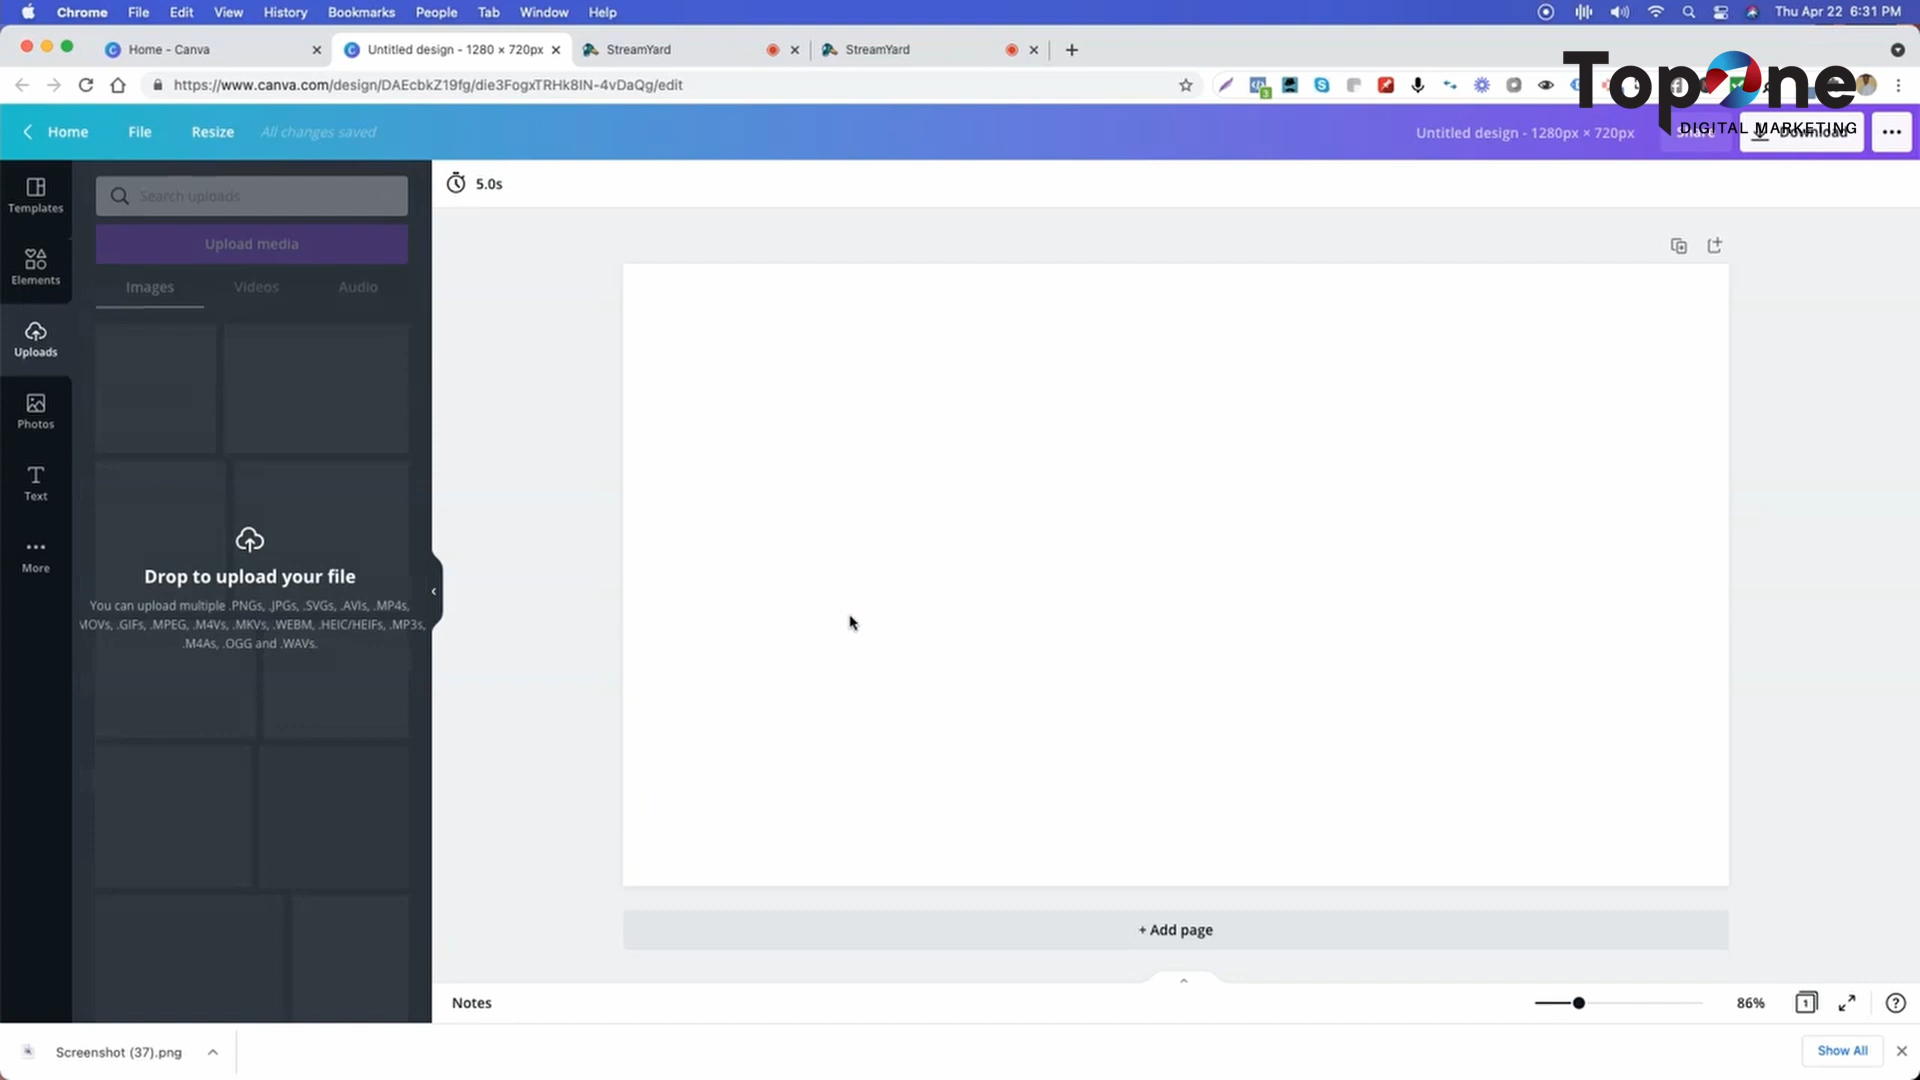 Chrome File Edit View History Bookmarks People Tab Window Help Thu Apr 22 6:31 PM
Home - Canva Untitled design - 1280 × 720px StreamYard StreamYard
https://www.canva.com/design/DAEcbkZ19fg/die3FogxTRHk8IN-4vDaQg/edit
TopOne
DIGITAL MARKETING
Home File Resize All changes saved Untitled design - 1280px × 720px Share Download
Templates
Search uploads
5.0s
Upload media
Elements
Images Videos Audio
Uploads
Photos
Text
More
Drop to upload your file
You can upload multiple .PNGs, .JPGs, .SVGs, .AVIs, .MP4s,
MOVs, .GIFs, .MPEG, .M4Vs, .MKVs, .WEBM, .HEIC/HEIFs, .MP3s,
.M4As, .OGG and .WAVs.
+ Add page
Notes 86% 1 ?
Screenshot (37).png Show All